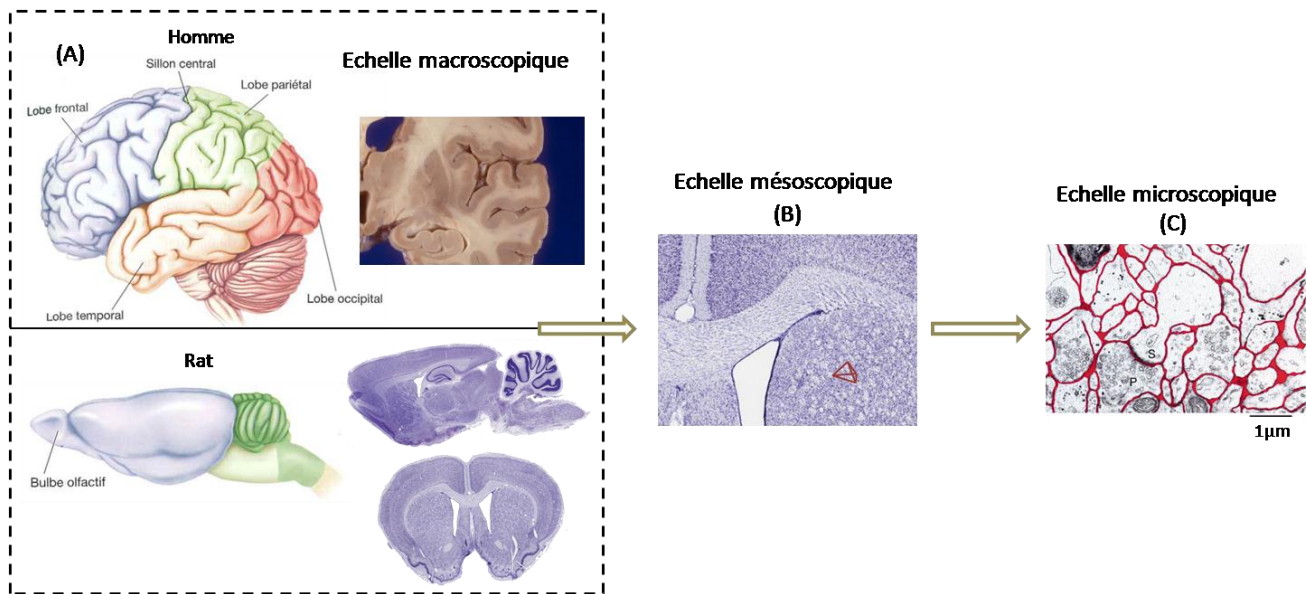 (A)
Homme
Echelle macroscopique
Sillon central
Lobe pariétal
Lobe frontal
Lobe occipital
Lobe temporal
Rat
Bulbe olfactif
Echelle mésoscopique
(B)
Echelle microscopique
(C)
S
P
1µm